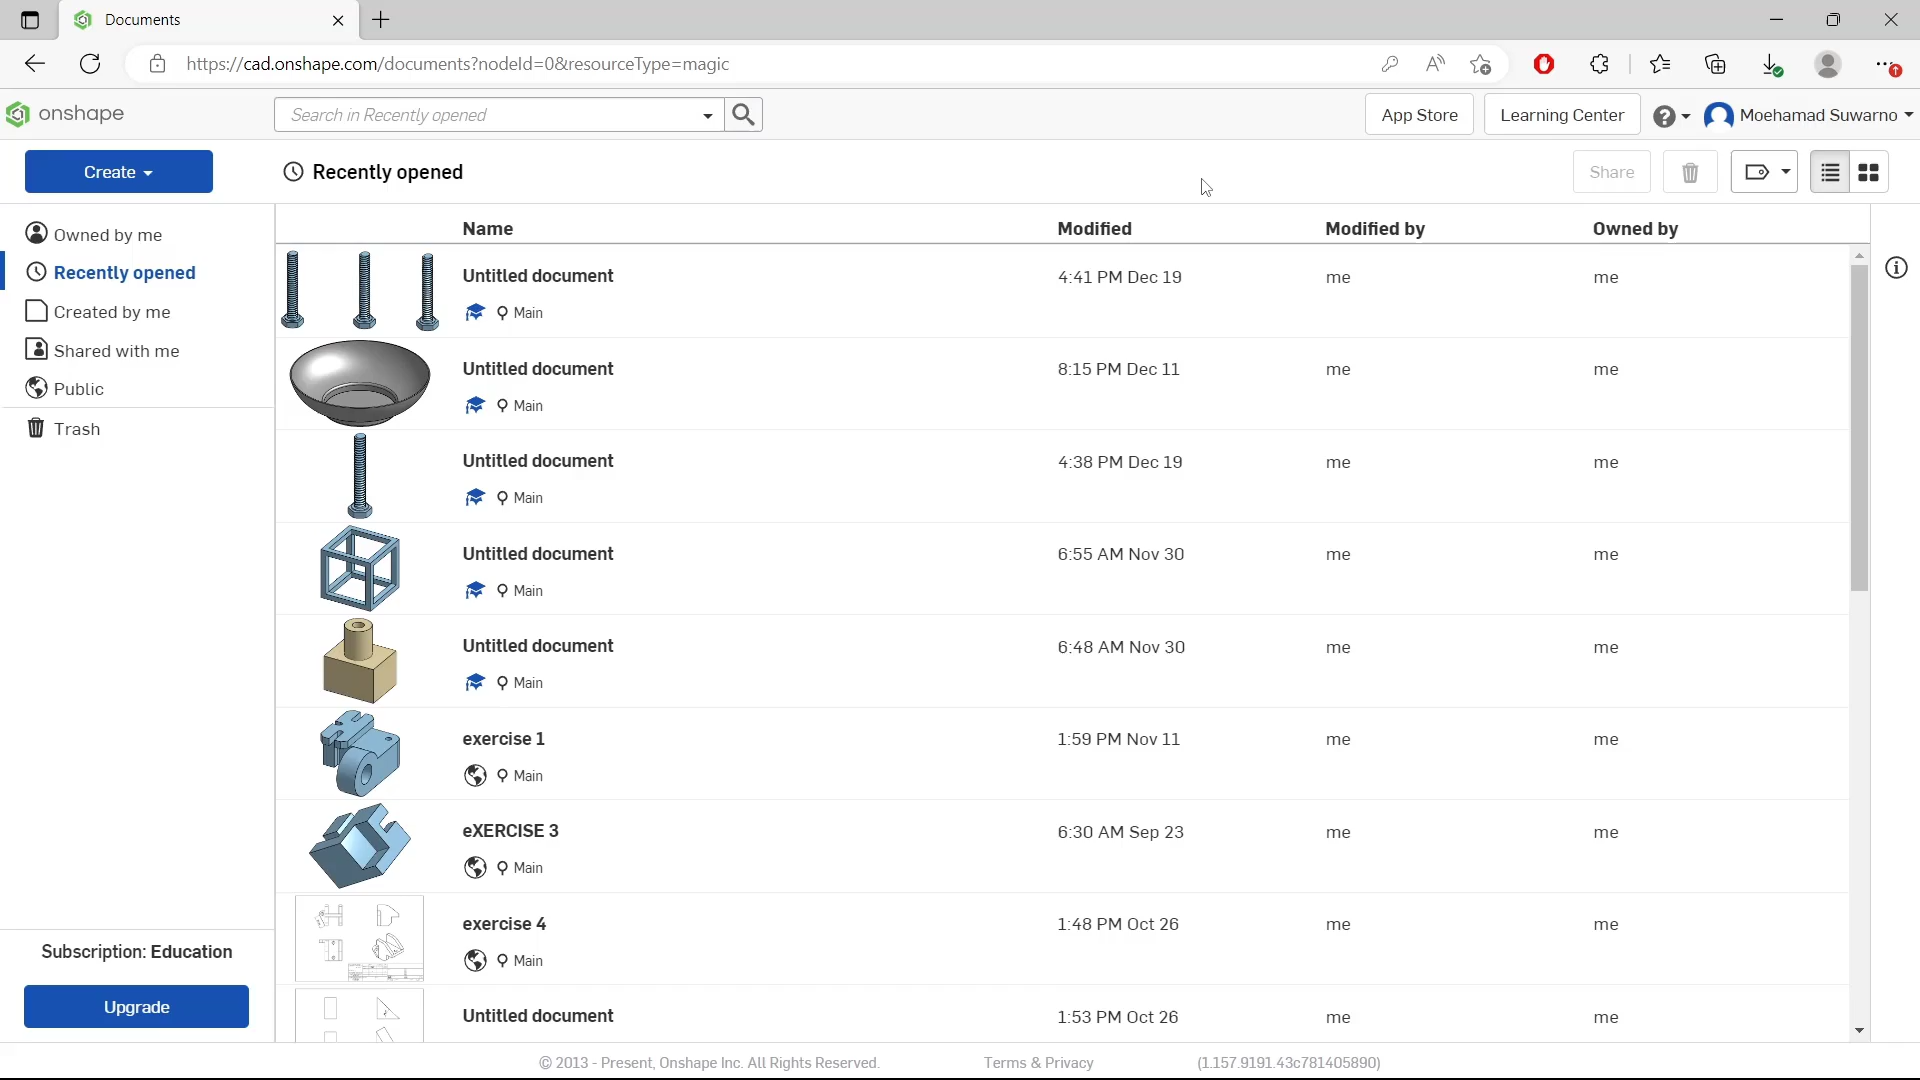 Documents
https://cad.onshape.com/documents?nodeId=0&resourceType=magic
onshape
Search in Recently opened
App Store
Learning Center
Moehamad Suwarno
Create
Recently opened
Share
Owned by me
Recently opened
Created by me
Shared with me
Public
Trash
Name Modified Modified by Owned by
Untitled document 4:41 PM Dec 19 me me
Main
Untitled document 8:15 PM Dec 11 me me
Main
Untitled document 4:38 PM Dec 19 me me
Main
Untitled document 6:55 AM Nov 30 me me
Main
Untitled document 6:48 AM Nov 30 me me
Main
exercise 1 1:59 PM Nov 11 me me
Main
eXERCISE 3 6:30 AM Sep 23 me me
Main
exercise 4 1:48 PM Oct 26 me me
Main
Untitled document 1:53 PM Oct 26 me me
Subscription: Education
Upgrade
© 2013 - Present, Onshape Inc. All Rights Reserved. Terms & Privacy (1.157.9191.43c781405890)